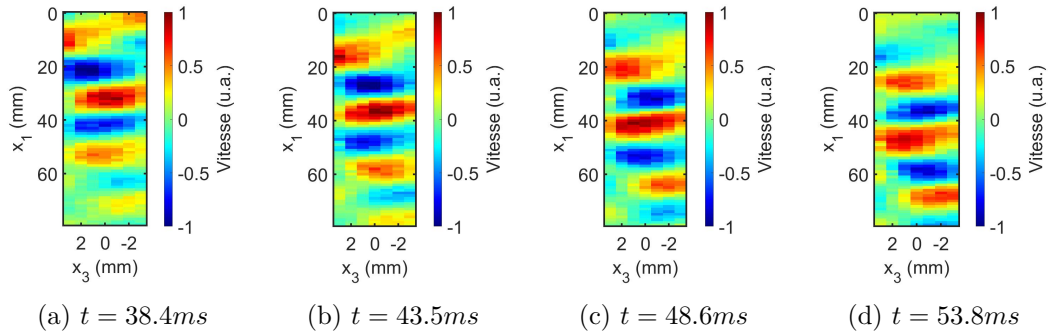 0
20
40
60
x1 (mm)
2 0 -2
x3 (mm)
1
0.5
0
-0.5
-1
Vitesse (u.a.)
(a) t = 38.4ms
0
20
40
60
x1 (mm)
2 0 -2
x3 (mm)
1
0.5
0
-0.5
-1
Vitesse (u.a.)
(b) t = 43.5ms
0
20
40
60
x1 (mm)
2 0 -2
x3 (mm)
1
0.5
0
-0.5
-1
Vitesse (u.a.)
(c) t = 48.6ms
0
20
40
60
x1 (mm)
2 0 -2
x3 (mm)
1
0.5
0
-0.5
-1
Vitesse (u.a.)
(d) t = 53.8ms